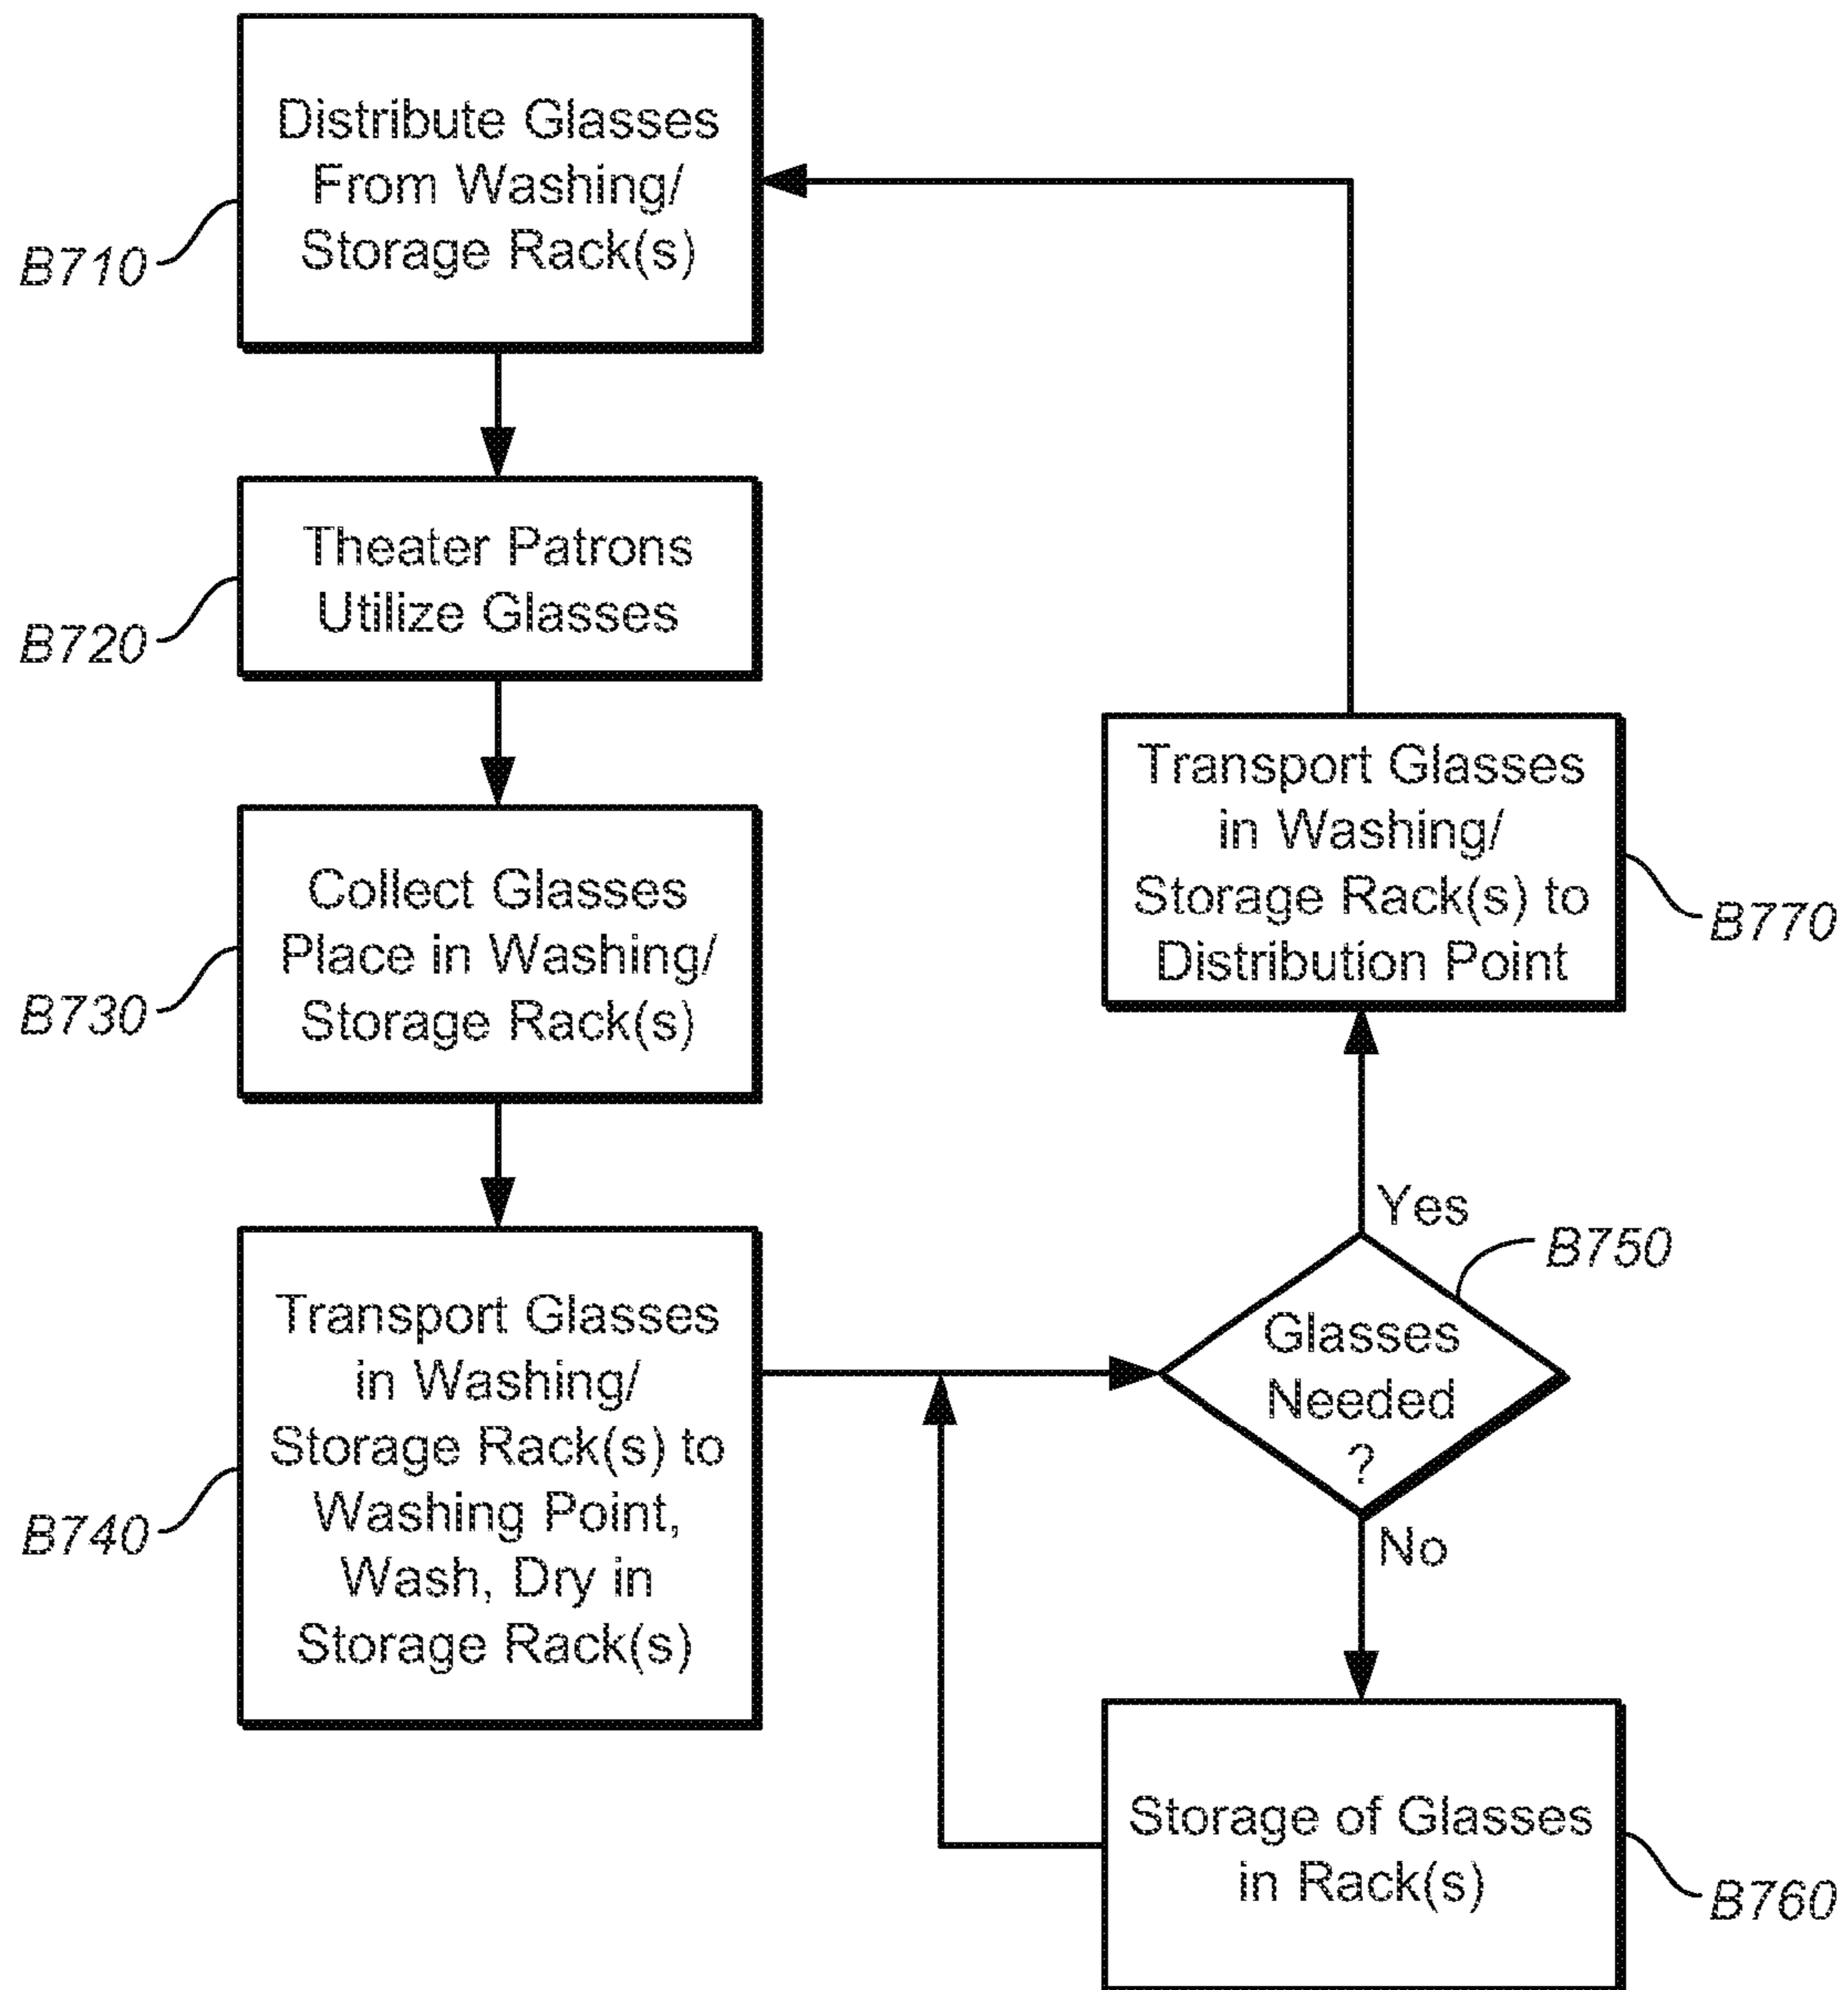 Distribute Glasses
From Washing/
Storage Rack(s)
B710
Theater Patrons
Utilize Glasses
B720
Collect Glasses
Place in Washing/
Storage Rack(s)
B730
Transport Glasses
in Washing/
Storage Rack(s) to
Washing Point,
Wash, Dry in
Storage Rack(s)
B740
Glasses
Needed
?
B750
Yes
No
Storage of Glasses
in Rack(s)
B760
Transport Glasses
in Washing/
Storage Rack(s) to
Distribution Point
B770